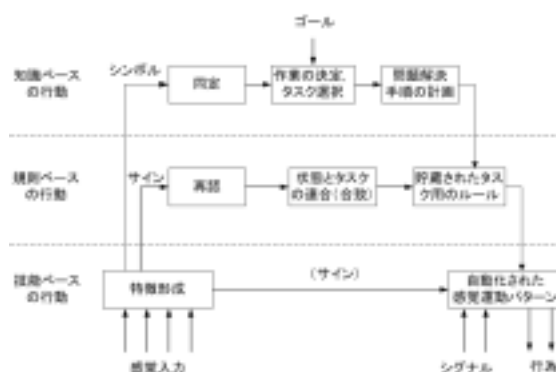 ゴール
知識ベース
の行動
シンボル
同定
作業の決定,
タスク選択
問題解決
手順の計画
規則ベース
の行動
サイン
再認
状態とタスク
の連合(合致)
貯蔵されたタス
ク用のルール
技能ベース
の行動
特徴形成
(サイン)
自動化された
感覚運動パターン
感覚入力
シグナル
行為